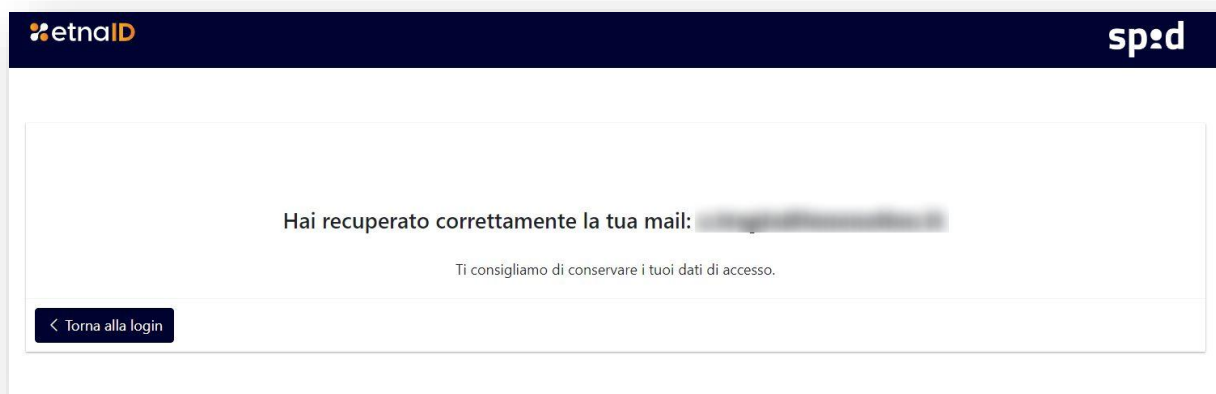 etnaID
spid
Hai recuperato correttamente la tua mail:
Ti consigliamo di conservare i tuoi dati di accesso.
Torna alla login